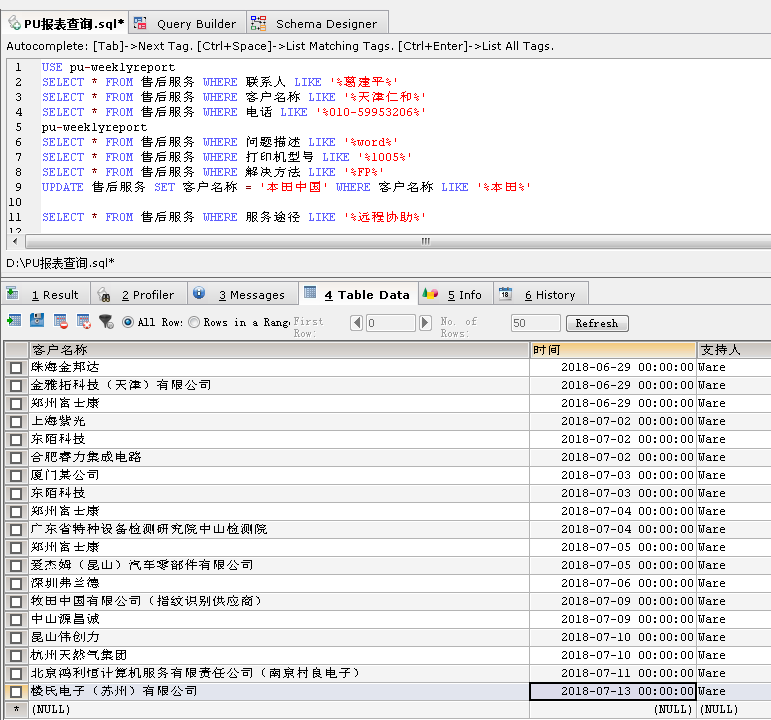 PU报表查询.sql* Query Builder Schema Designer
Autocomplete: [Tab]->Next Tag. [Ctrl+Space]->List Matching Tags. [Ctrl+Enter]->List All Tags.
1 USE pu-weeklyreport
2 SELECT * FROM 售后服务 WHERE 联系人 LIKE '%葛建平%'
3 SELECT * FROM 售后服务 WHERE 客户名称 LIKE '%天津仁和%'
4 SELECT * FROM 售后服务 WHERE 电话 LIKE '%010-59953206%'
5 pu-weeklyreport
6 SELECT * FROM 售后服务 WHERE 问题描述 LIKE '%word%'
7 SELECT * FROM 售后服务 WHERE 打印机型号 LIKE '%1005%'
8 SELECT * FROM 售后服务 WHERE 解决方法 LIKE '%FP%'
9 UPDATE 售后服务 SET 客户名称 = '本田中国' WHERE 客户名称 LIKE '%本田%'
10
11 SELECT * FROM 售后服务 WHERE 服务途径 LIKE '%远程协助%'
12
D:\PU报表查询.sql*
1 Result 2 Profiler 3 Messages 4 Table Data 5 Info 6 History
All Row: Rows in a Rang First Row: 0 No. of Rows: 50 Refresh
客户名称 时间 支持人
珠海金邦达 2018-06-29 00:00:00 Ware
金雅拓科技（天津）有限公司 2018-06-29 00:00:00 Ware
郑州富士康 2018-06-29 00:00:00 Ware
上海紫光 2018-07-02 00:00:00 Ware
东陌科技 2018-07-02 00:00:00 Ware
合肥睿力集成电路 2018-07-02 00:00:00 Ware
厦门某公司 2018-07-03 00:00:00 Ware
东陌科技 2018-07-03 00:00:00 Ware
郑州富士康 2018-07-04 00:00:00 Ware
广东省特种设备检测研究院中山检测院 2018-07-04 00:00:00 Ware
郑州富士康 2018-07-05 00:00:00 Ware
爱杰姆（昆山）汽车零部件有限公司 2018-07-05 00:00:00 Ware
深圳弗兰德 2018-07-06 00:00:00 Ware
牧田中国有限公司（指纹识别供应商） 2018-07-09 00:00:00 Ware
中山源昌诚 2018-07-09 00:00:00 Ware
昆山伟创力 2018-07-10 00:00:00 Ware
杭州天然气集团 2018-07-10 00:00:00 Ware
北京鸿利恒计算机服务有限责任公司（南京村良电子） 2018-07-11 00:00:00 Ware
楼氏电子（苏州）有限公司 2018-07-13 00:00:00 Ware
* (NULL) (NULL) (NULL)